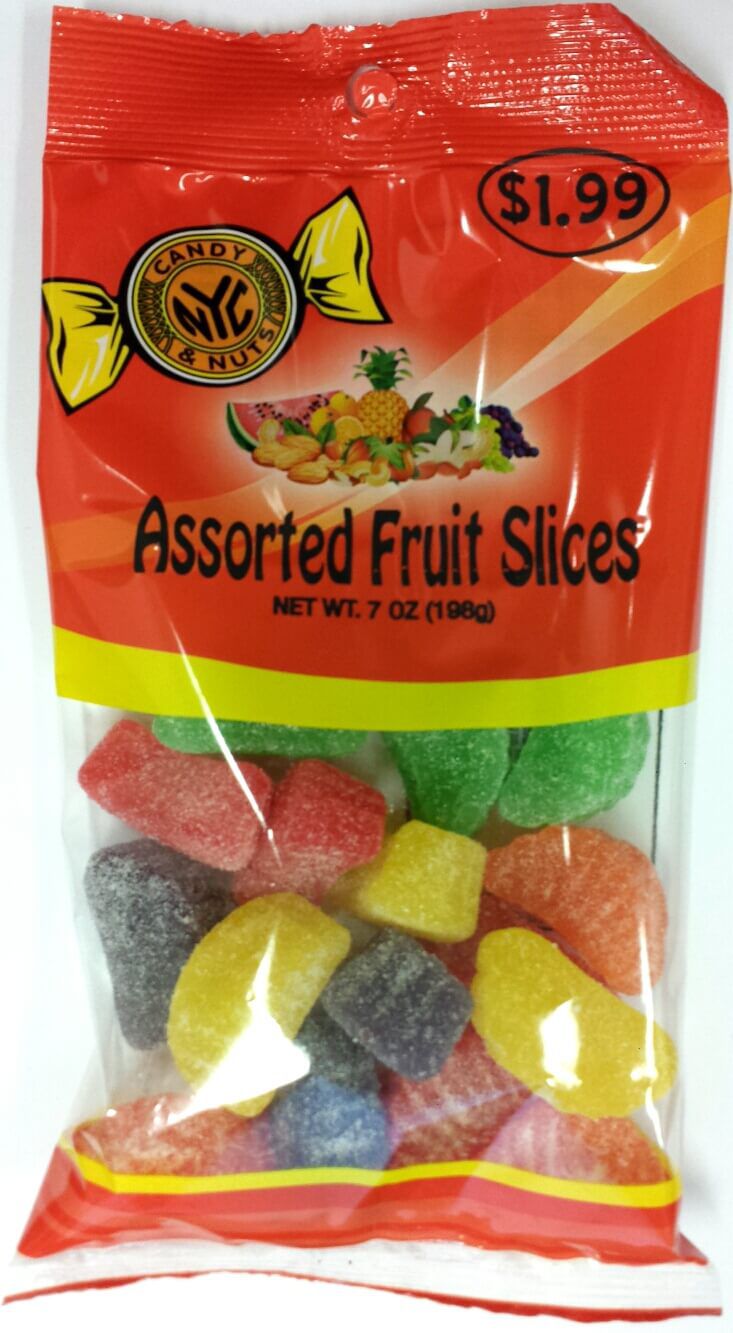 $1.99
CANDY
NYC
& NUTS
Assorted Fruit Slices
NET WT. 7 OZ (198g)